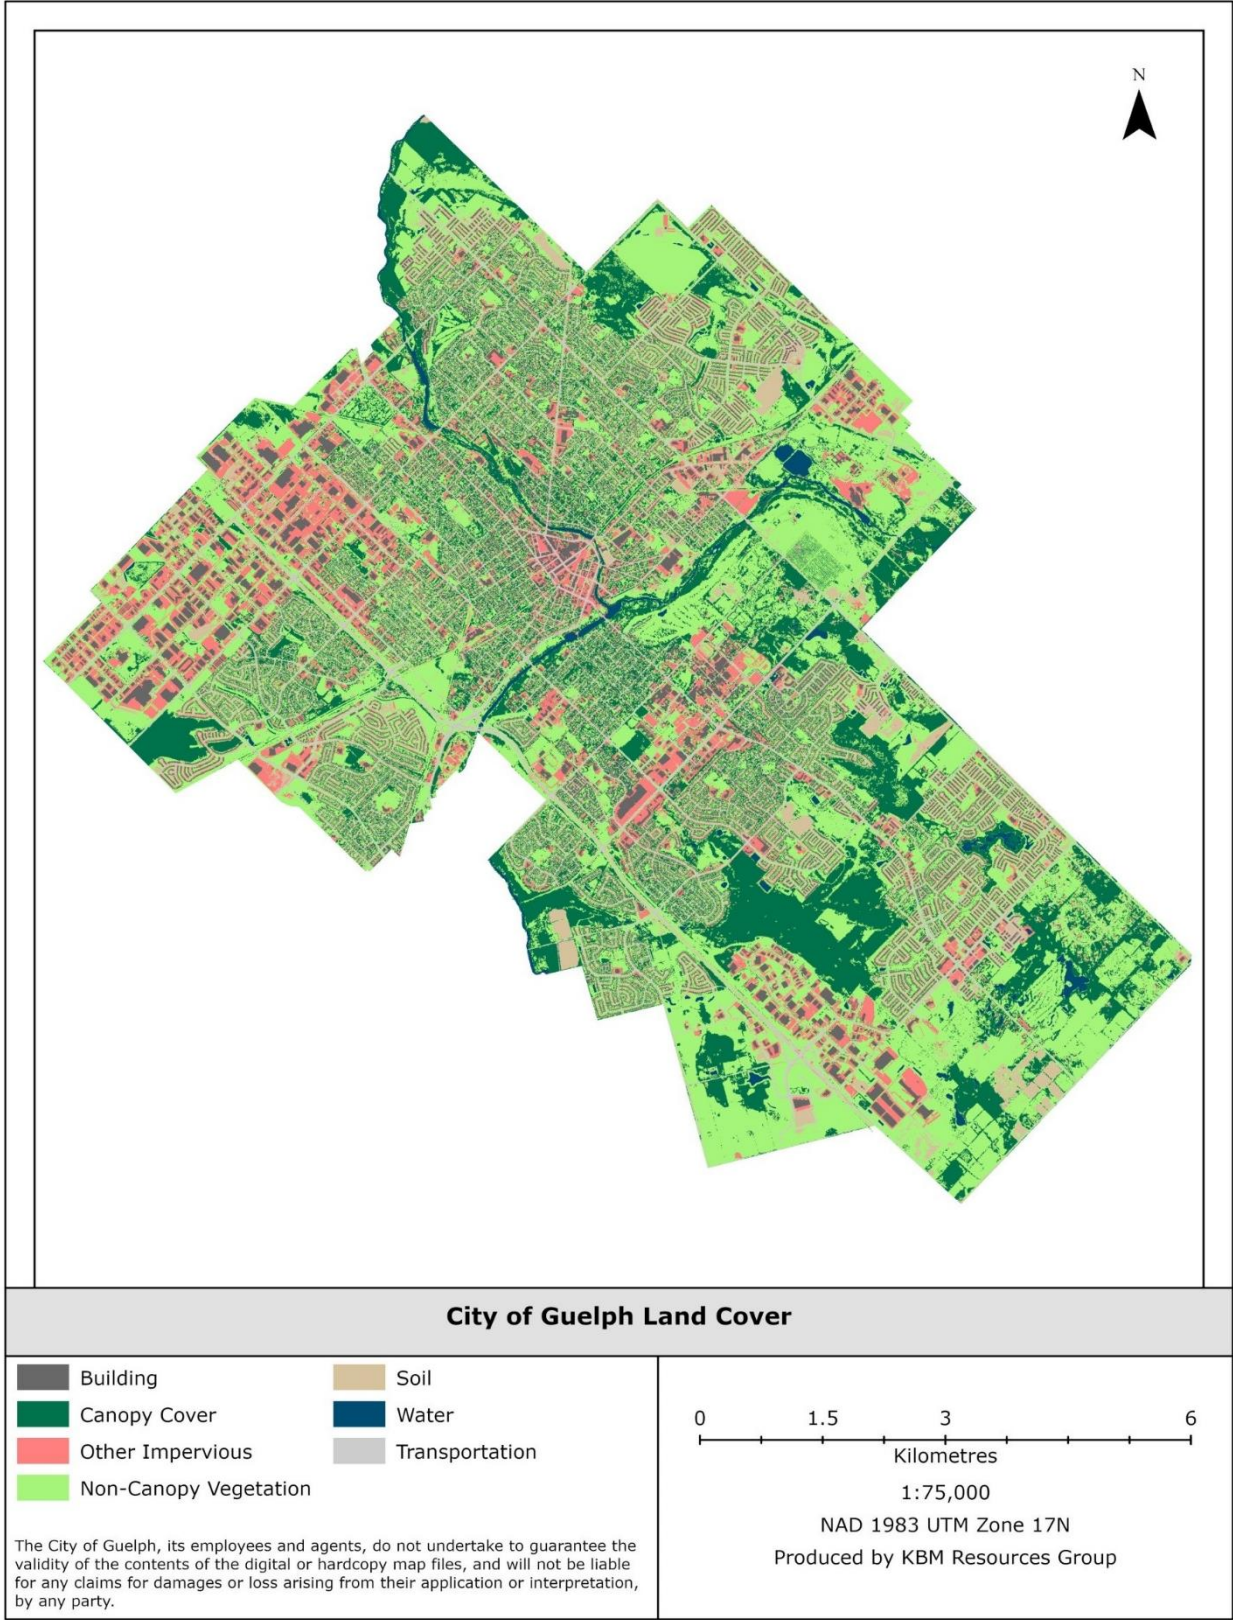 N
City of Guelph Land Cover
Building
Canopy Cover
Other Impervious
Non-Canopy Vegetation
Soil
Water
Transportation
The City of Guelph, its employees and agents, do not undertake to guarantee the
validity of the contents of the digital or hardcopy map files, and will not be liable
for any claims for damages or loss arising from their application or interpretation,
by any party.
0 1.5 3 6
Kilometres
1:75,000
NAD 1983 UTM Zone 17N
Produced by KBM Resources Group